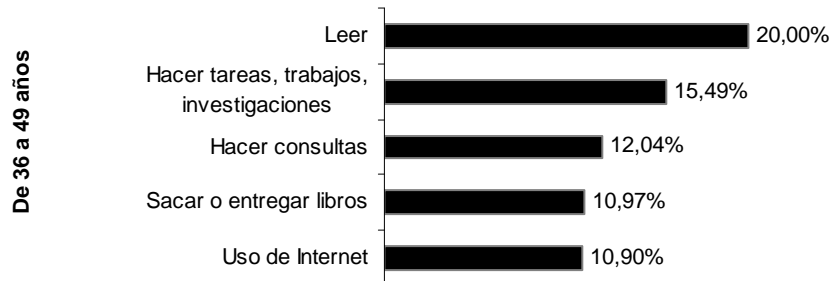 De 36 a 49 años
Leer
20,00%
Hacer tareas, trabajos,
investigaciones
15,49%
Hacer consultas
12,04%
Sacar o entregar libros
10,97%
Uso de Internet
10,90%